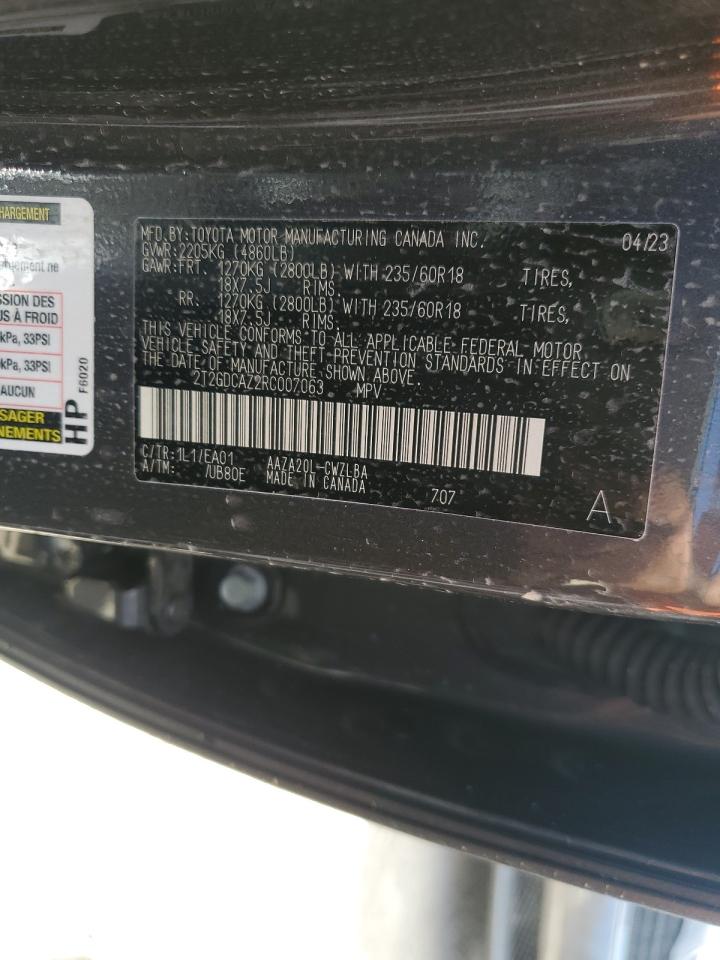 HARGEMENT
SSION DES
US À FROID
kPa, 33PSI
kPa, 33PSI
AUCUN
SAGER
NEMENTS
HP
F6020
MFD.BY:TOYOTA MOTOR MANUFACTURING CANADA INC. 04/23
GVWR:2205KG (4860LB)
GAWR:FRT. 1270KG (2800LB) WITH 235/60R18 TIRES,
18X7.5J RIMS,
RR. 1270KG (2800LB) WITH 235/60R18 TIRES,
18X7.5J RIMS.
THIS VEHICLE CONFORMS TO ALL APPLICABLE FEDERAL MOTOR
VEHICLE SAFETY AND THEFT PREVENTION STANDARDS IN EFFECT ON
THE DATE OF MANUFACTURE SHOWN ABOVE.
2T2GDCAZ2RC007063 MPV
C/TR:1L1/EA01 AAZA20L-CWZLBA
A/TM: /UB80E MADE IN CANADA 707
A